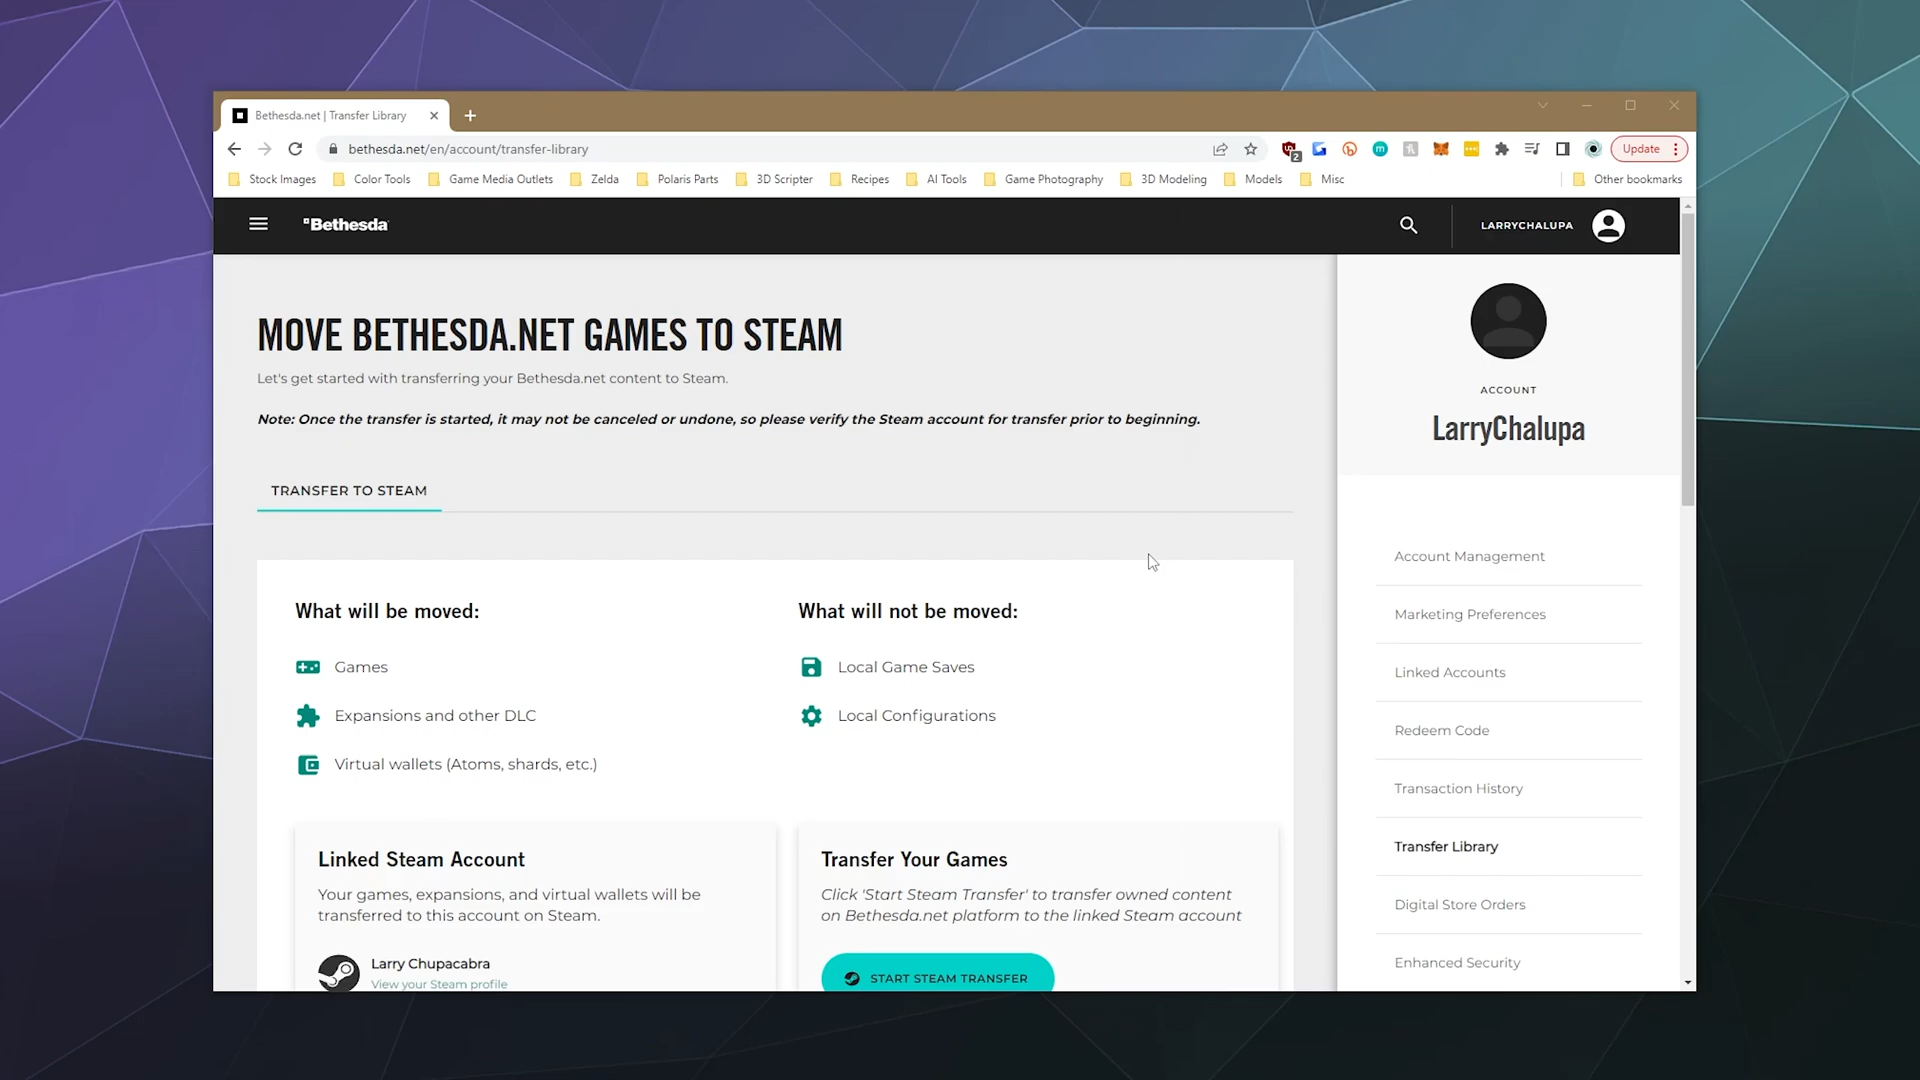 Bethesda.net | Transfer Library
bethesda.net/en/account/transfer-library
2
Update
Stock Images
Color Tools
Game Media Outlets
Zelda
Polaris Parts
3D Scripter
Recipes
AI Tools
Game Photography
3D Modeling
Models
Misc
Other bookmarks
Bethesda
LARRYCHALUPA
MOVE BETHESDA.NET GAMES TO STEAM
Let's get started with transferring your Bethesda.net content to Steam.
Note: Once the transfer is started, it may not be canceled or undone, so please verify the Steam account for transfer prior to beginning.
TRANSFER TO STEAM
What will be moved:
Games
Expansions and other DLC
Virtual wallets (Atoms, shards, etc.)
What will not be moved:
Local Game Saves
Local Configurations
Linked Steam Account
Your games, expansions, and virtual wallets will be
transferred to this account on Steam.
Larry Chupacabra
View your Steam profile
Transfer Your Games
Click 'Start Steam Transfer' to transfer owned content
on Bethesda.net platform to the linked Steam account
START STEAM TRANSFER
ACCOUNT
LarryChalupa
Account Management
Marketing Preferences
Linked Accounts
Redeem Code
Transaction History
Transfer Library
Digital Store Orders
Enhanced Security